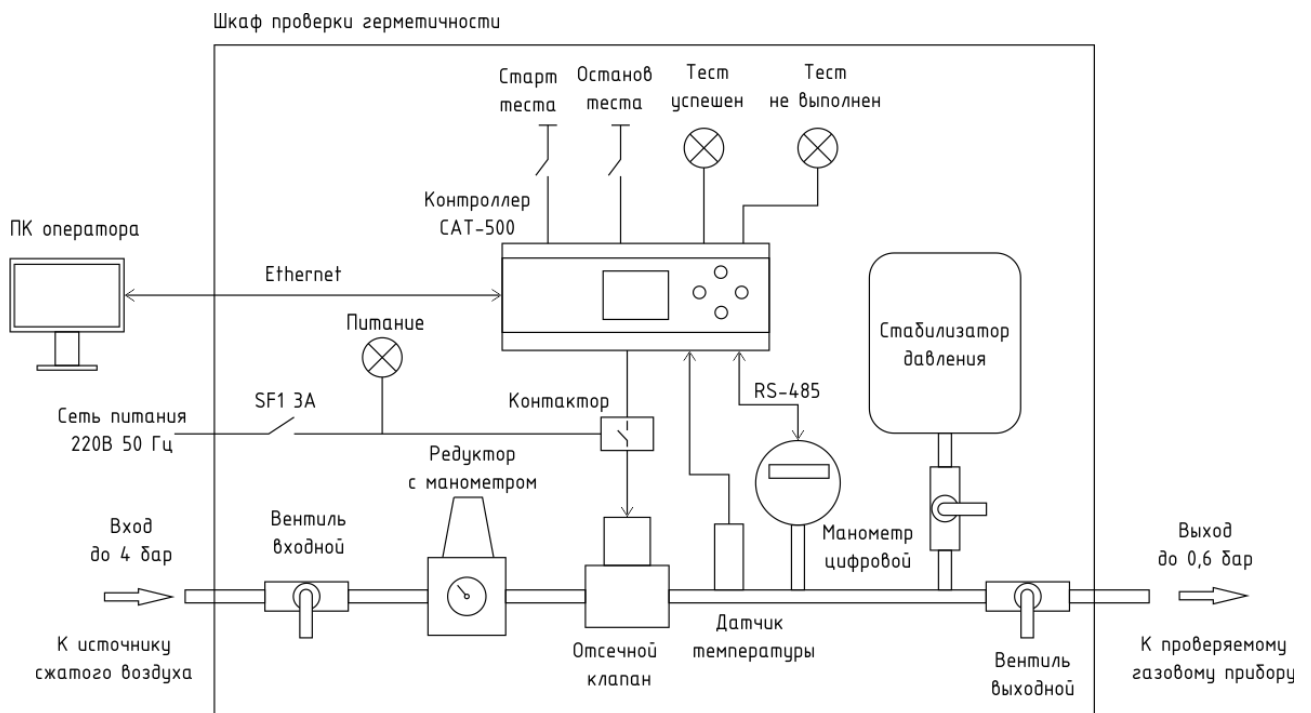 Шкаф проверки герметичности
Старт
теста
Останов
теста
Тест
успешен
Тест
не выполнен
Контроллер
САТ-500
ПК оператора
Ethernet
Питание
Стабилизатор
давления
RS-485
Сеть питания
220В 50 Гц
SF1 3А
Контактор
Редуктор
с манометром
Вход
до 4 бар
Вентиль
входной
Манометр
цифровой
Выход
до 0,6 бар
К источнику
сжатого воздуха
Отсечной
клапан
Датчик
температуры
Вентиль
выходной
К проверяемому
газовому прибору